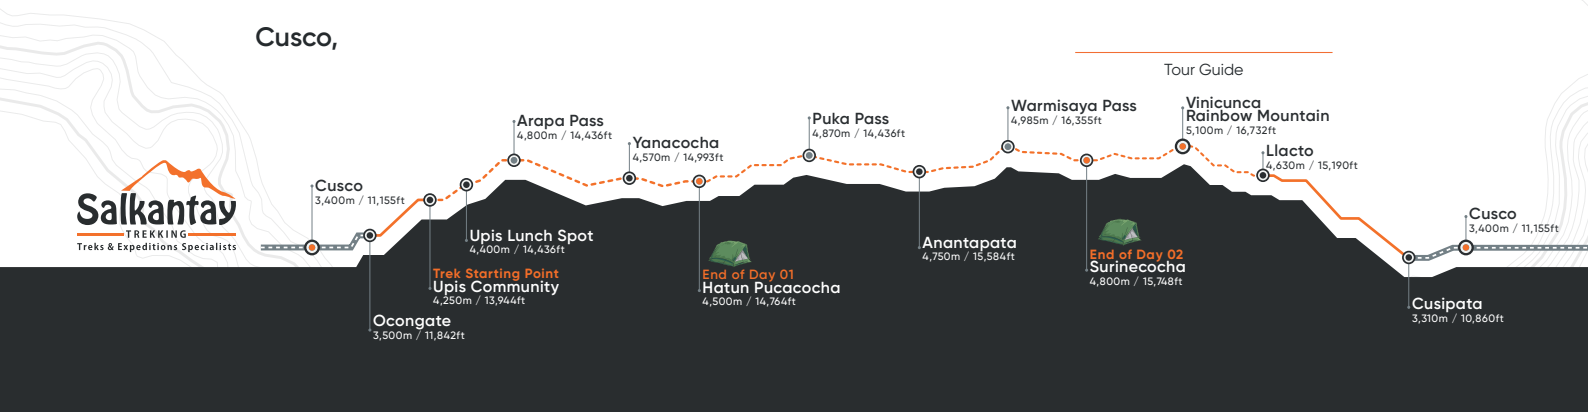 Cusco,
Tour Guide
Salkantay
TREKKING
Treks & Expeditions Specialists
Cusco
3,400m / 11,155ft
Ocongate
3,500m / 11,842ft
Trek Starting Point
Upis Community
4,250m / 13,944ft
Upis Lunch Spot
4,400m / 14,436ft
Arapa Pass
4,800m / 14,436ft
Yanacocha
4,570m / 14,993ft
End of Day 01
Hatun Pucacocha
4,500m / 14,764ft
Puka Pass
4,870m / 14,436ft
Anantapata
4,750m / 15,584ft
Warmisaya Pass
4,985m / 16,355ft
End of Day 02
Surinecocha
4,800m / 15,748ft
Vinicunca
Rainbow Mountain
5,100m / 16,732ft
Llacto
4,630m / 15,190ft
Cusipata
3,310m / 10,860ft
Cusco
3,400m / 11,155ft